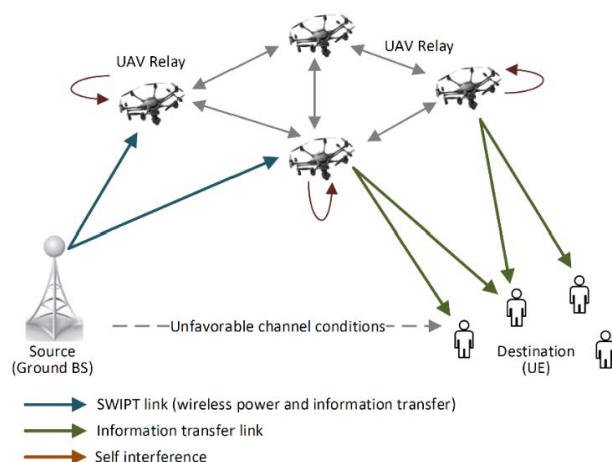 UAV Relay
UAV Relay
Unfavorable channel conditions
Source
(Ground BS)
Destination
(UE)
SWIPT link (wireless power and information transfer)
Information transfer link
Self interference